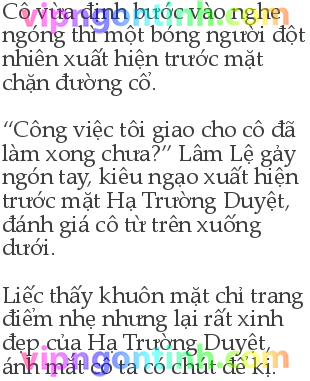 Cô vừa định bước vào nghe
ngóng thì một bóng người đột
nhiên xuất hiện trước mặt
chặn đường cổ.
“Công việc tôi giao cho cô đã
làm xong chưa?” Lâm Lệ gảy
ngón tay, kiêu ngạo xuất hiện
trước mặt Hạ Trường Duyệt,
đánh giá cô từ trên xuống
dưới.
Liếc thấy khuôn mặt chỉ trang
điểm nhẹ nhưng lại rất xinh
đẹp của Hạ Trường Duyệt,
ánh mắt cô ta có chút đế kị.
vipngontinh.com
vipngontinh.com